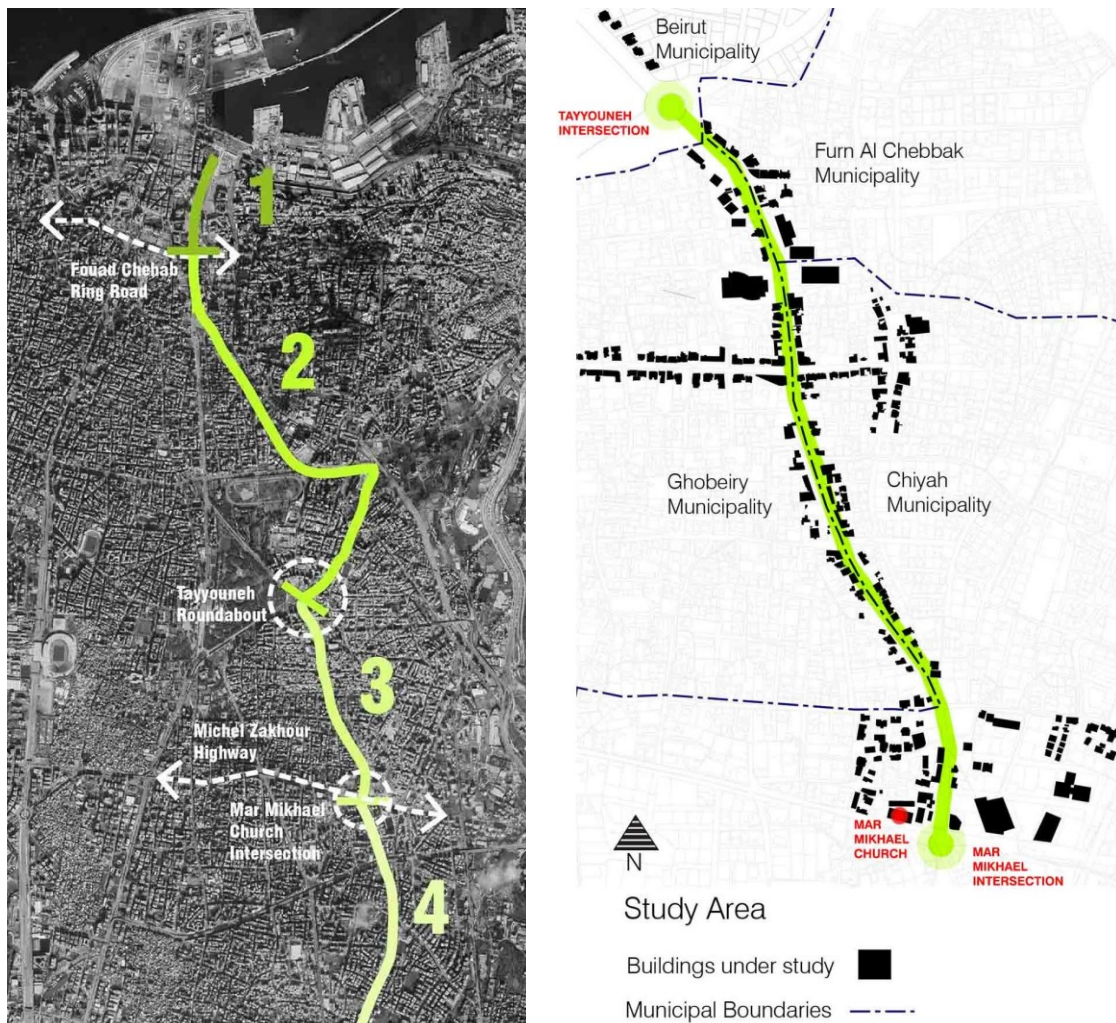 1
Fouad Chehab
Ring Road
2
Tayyouneh
Roundabout
3
Michel Zakhour
Highway
Mar Mikhael
Church
Intersection
4
Beirut
Municipality
TAYYOUNEH
INTERSECTION
Furn Al Chebbak
Municipality
Ghobeiry
Municipality
Chiyah
Municipality
MAR
MIKHAEL
CHURCH
MAR
MIKHAEL
INTERSECTION
N
Study Area
Buildings under study
Municipal Boundaries